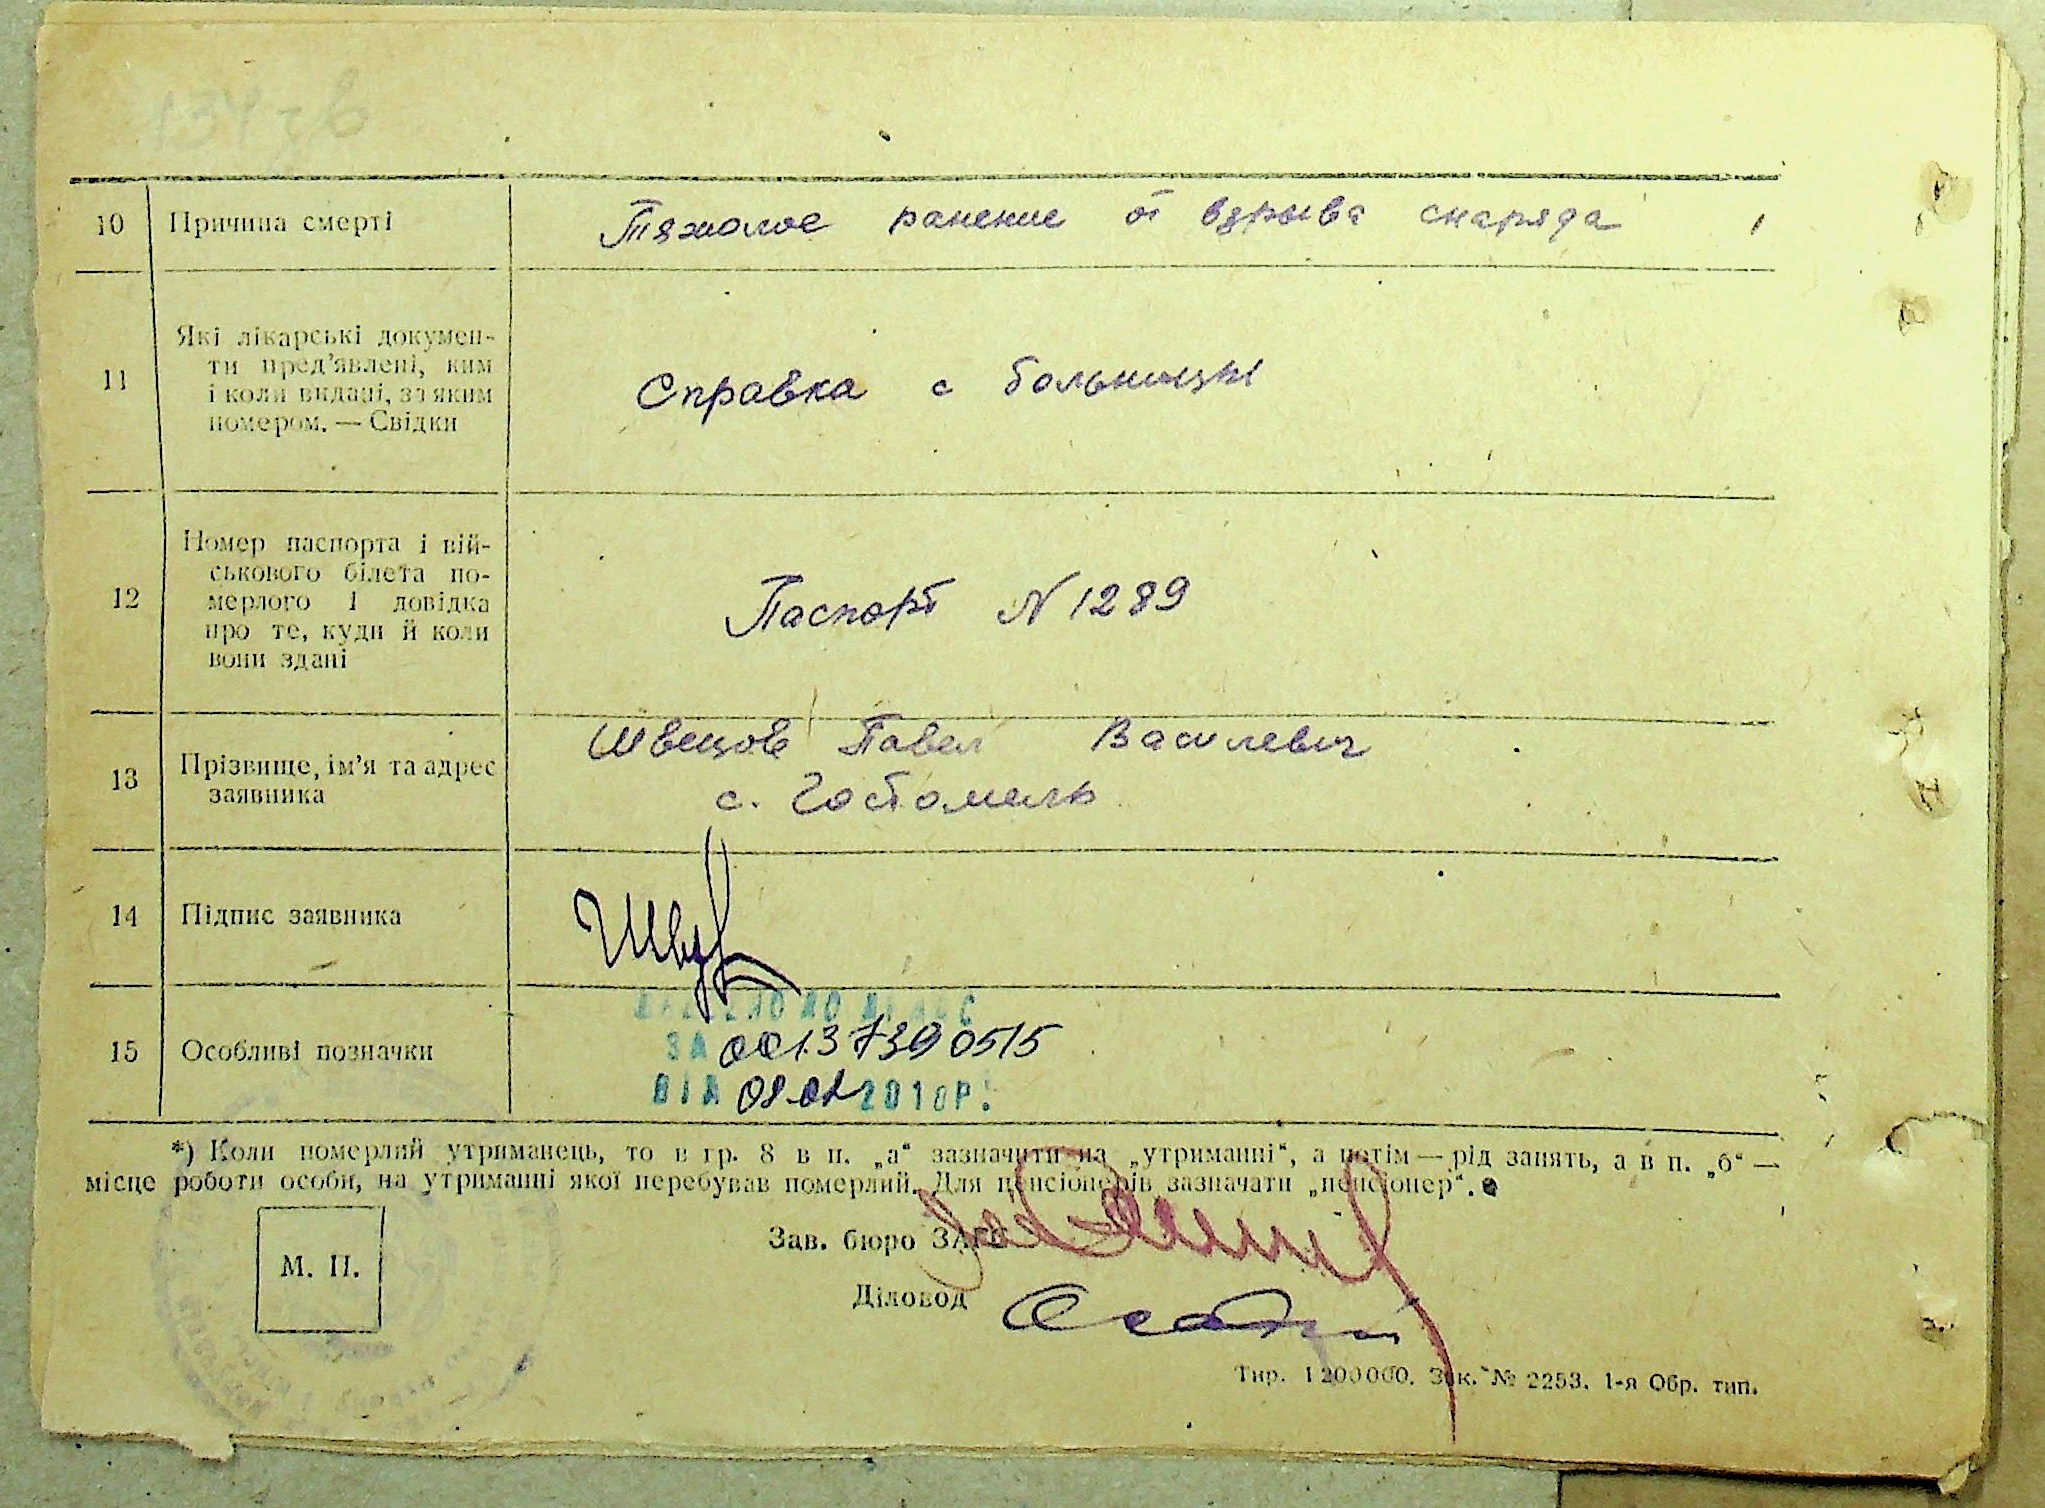 10 Причина смерті Тяжолое ранение от взрыва снаряда
11 Які лікарські докумен-
ти пред'явлені, ким
і коли видані, за яким
номером. — Свідки
Справка с больницы
12 Номер паспорта і вій-
ськового білета по-
мерлого і довідка
про те, куди й коли
вони здані
Паспорт N 1289
13 Прізвище, ім'я та адрес
заявника
Швецов Павел Василевич
с. Гостомель
14 Підпис заявника
15 Особливі позначки
ЗА 00137390515
ВІД 08.02 2010Р.
*) Коли померлий утриманець, то в гр. 8 в п. „а“ зазначити на „утриманні“, а потім — рід занять, а в п. „б“ —
місце роботи особи, на утриманні якої перебував померлий. Для пенсіонерів зазначати „пенсіонер“.
Зав. бюро ЗАГС
М. П.
Діловод
Тир. 1200000. Зак. № 2253. 1-я Обр. тип.